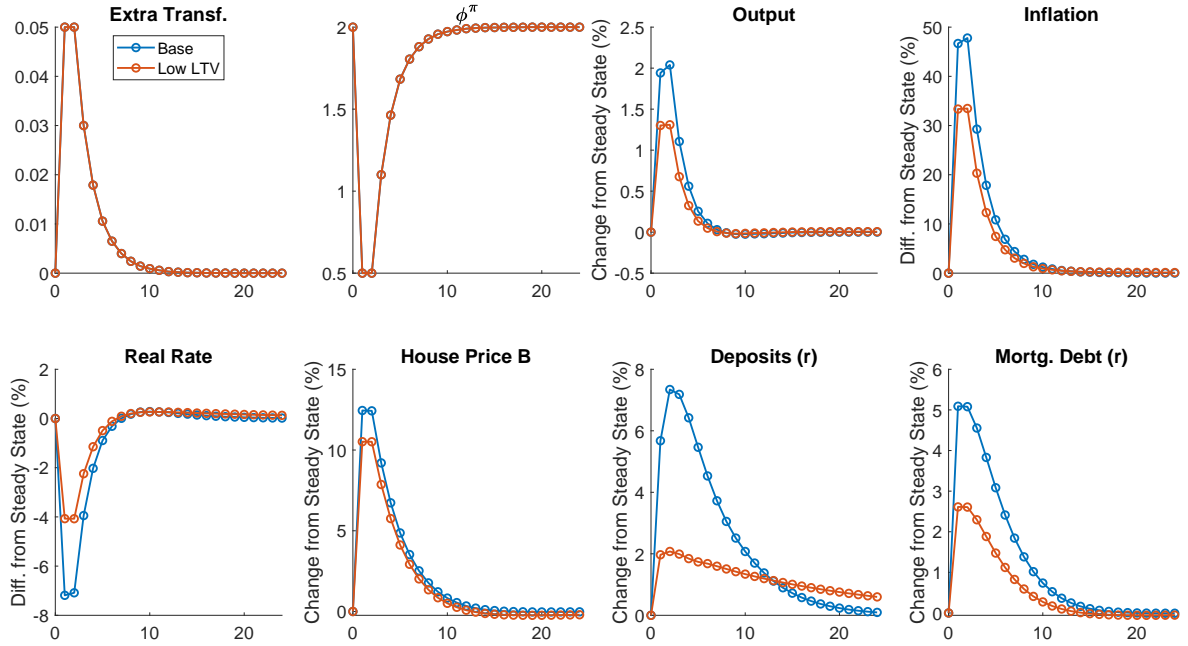 Extra Transf.
0.05
0.04
0.03
0.02
0.01
0
0 10 20
Base
Low LTV
ϕ^π
2
1.5
1
0.5
0 10 20
Output
Change from Steady State (%)
2.5
2
1.5
1
0.5
0
-0.5
0 10 20
Inflation
Diff. from Steady State (%)
50
40
30
20
10
0
0 10 20
Real Rate
Diff. from Steady State (%)
2
0
-2
-4
-6
-8
0 10 20
House Price B
Change from Steady State (%)
15
10
5
0
0 10 20
Deposits (r)
Change from Steady State (%)
8
6
4
2
0
0 10 20
Mortg. Debt (r)
Change from Steady State (%)
6
5
4
3
2
1
0
0 10 20